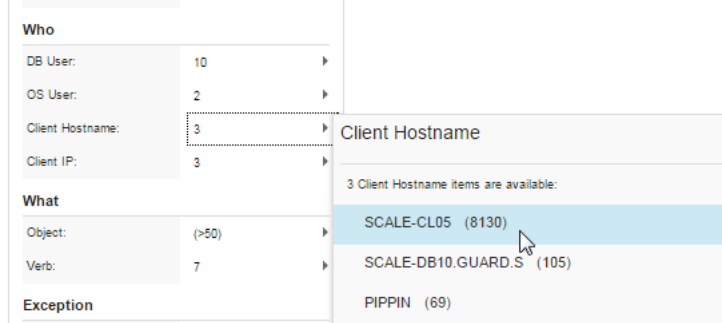 Who
DB User: 10
OS User: 2
Client Hostname: 3
Client IP: 3
What
Object: (>50)
Verb: 7
Exception
Client Hostname
3 Client Hostname items are available:
SCALE-CL05 (8130)
SCALE-DB10.GUARD.S (105)
PIPPIN (69)